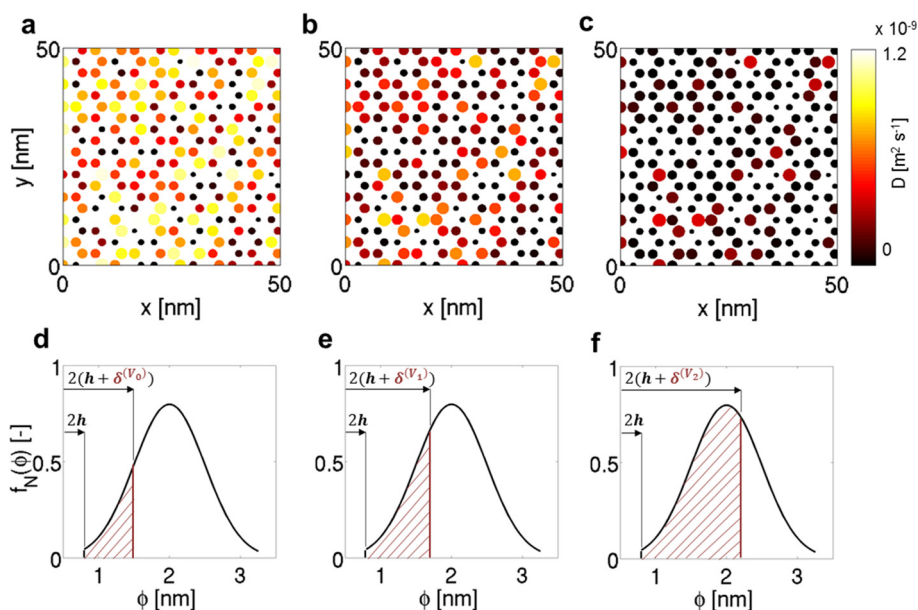 a
b
c
x 10⁻⁹
50
50
50
1.2
y [nm]
D [m² s⁻¹]
0
0
0
0
0
50
0
50
0
50
x [nm]
x [nm]
x [nm]
d
e
f
1
1
1
2(h + δ^(V₀))
2(h + δ^(V₁))
2(h + δ^(V₂))
2h
2h
2h
f_N(ϕ) [-]
0.5
0.5
0.5
0
0
0
1 2 3
1 2 3
1 2 3
ϕ [nm]
ϕ [nm]
ϕ [nm]